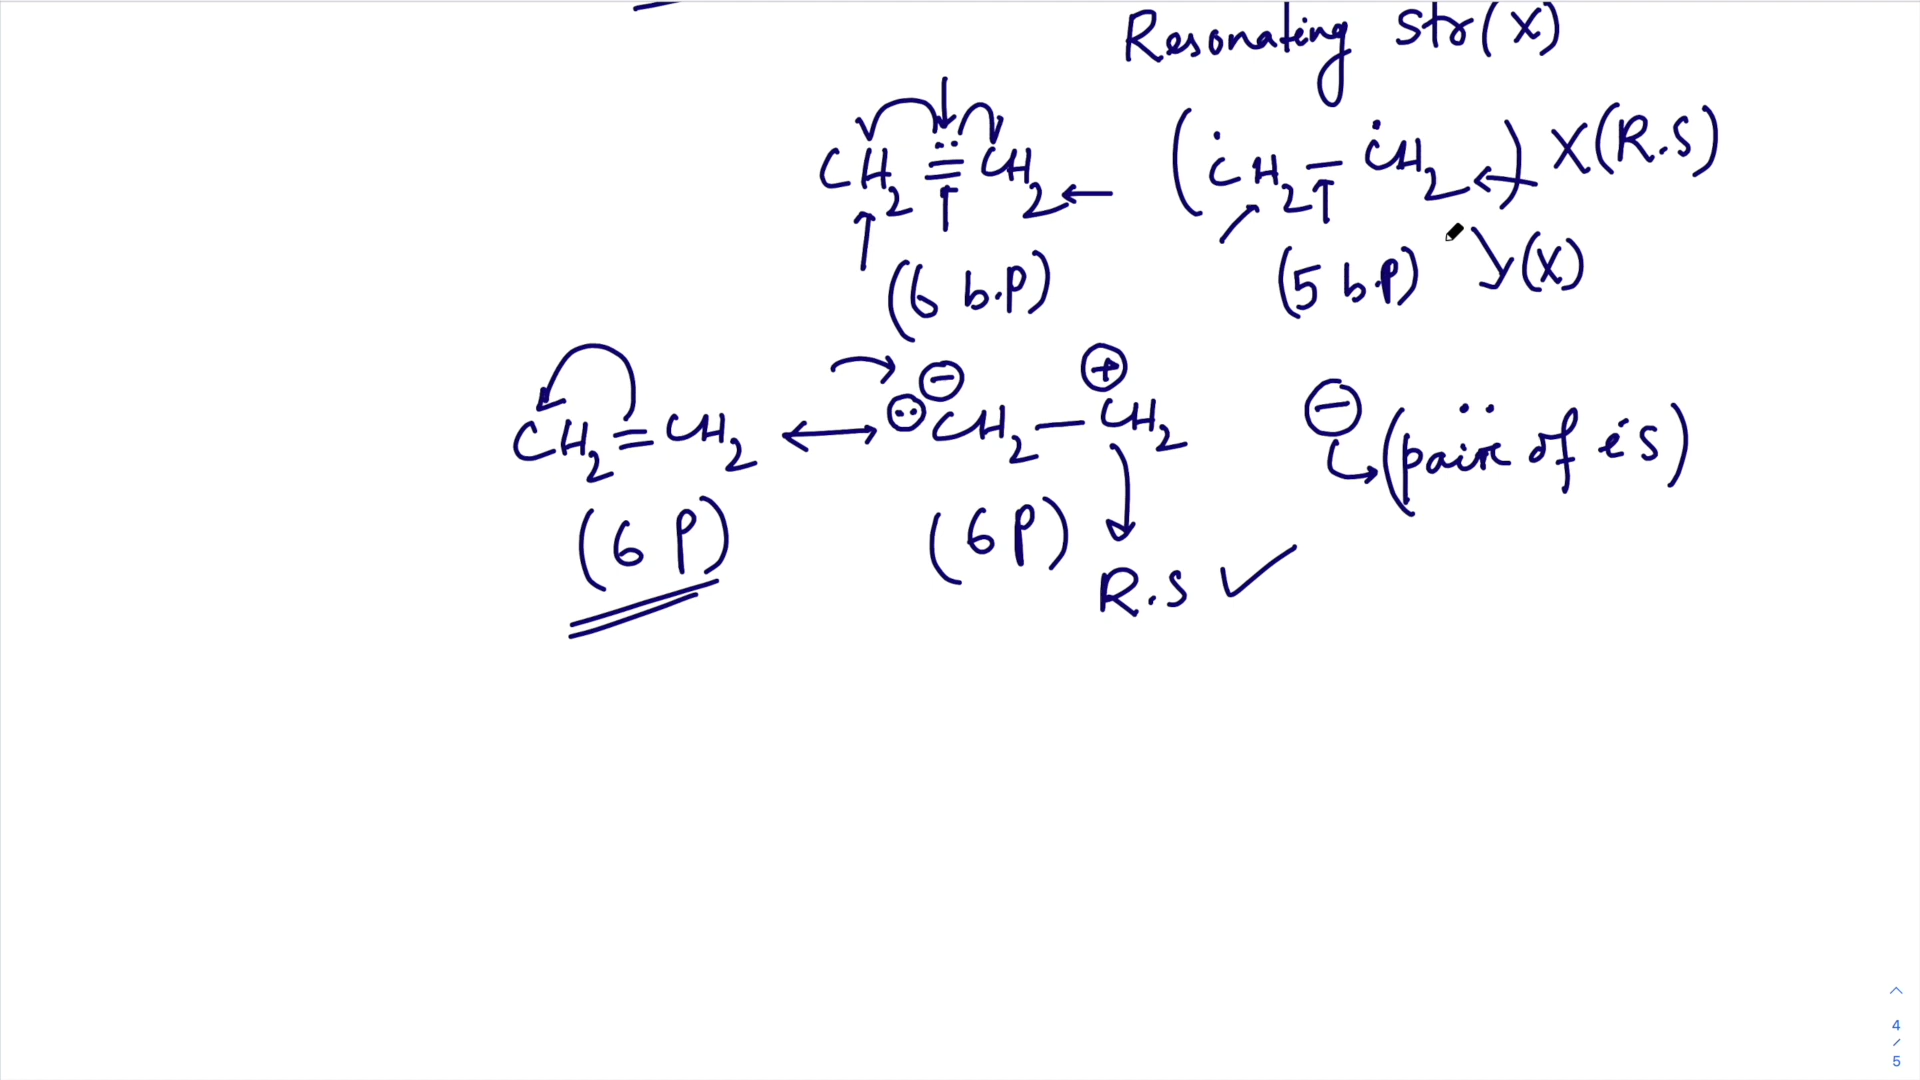 Resonating Str(X)
CH₂=CH₂ (ĊH₂–ĊH₂) X(R.S)
(6 b.P) (5 b.P) (X)
CH₂=CH₂ ⟷ :⊖CH₂–CH₂⊕ ⊖ (pair of e⁻s)
(6 P) (6 P)
R.S ✓
4
/
5